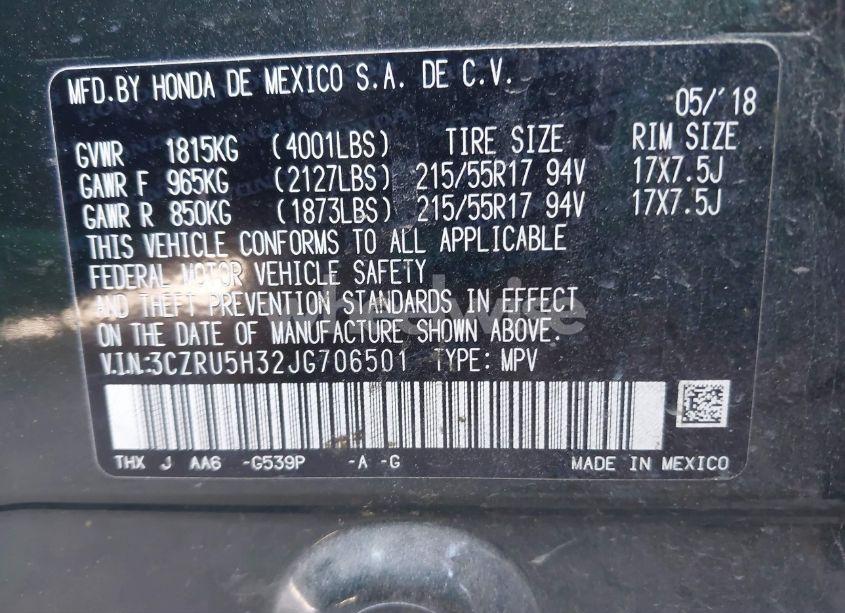 MFD.BY HONDA DE MEXICO S.A. DE C.V.
05/'18
GVWR 1815KG (4001LBS) TIRE SIZE RIM SIZE
GAWR F 965KG (2127LBS) 215/55R17 94V 17X7.5J
GAWR R 850KG (1873LBS) 215/55R17 94V 17X7.5J
THIS VEHICLE CONFORMS TO ALL APPLICABLE
FEDERAL MOTOR VEHICLE SAFETY
AND THEFT PREVENTION STANDARDS IN EFFECT
ON THE DATE OF MANUFACTURE SHOWN ABOVE.
V.I.N:3CZRU5H32JG706501 TYPE: MPV
THX J AA6 -G539P -A -G MADE IN MEXICO
wheelwise